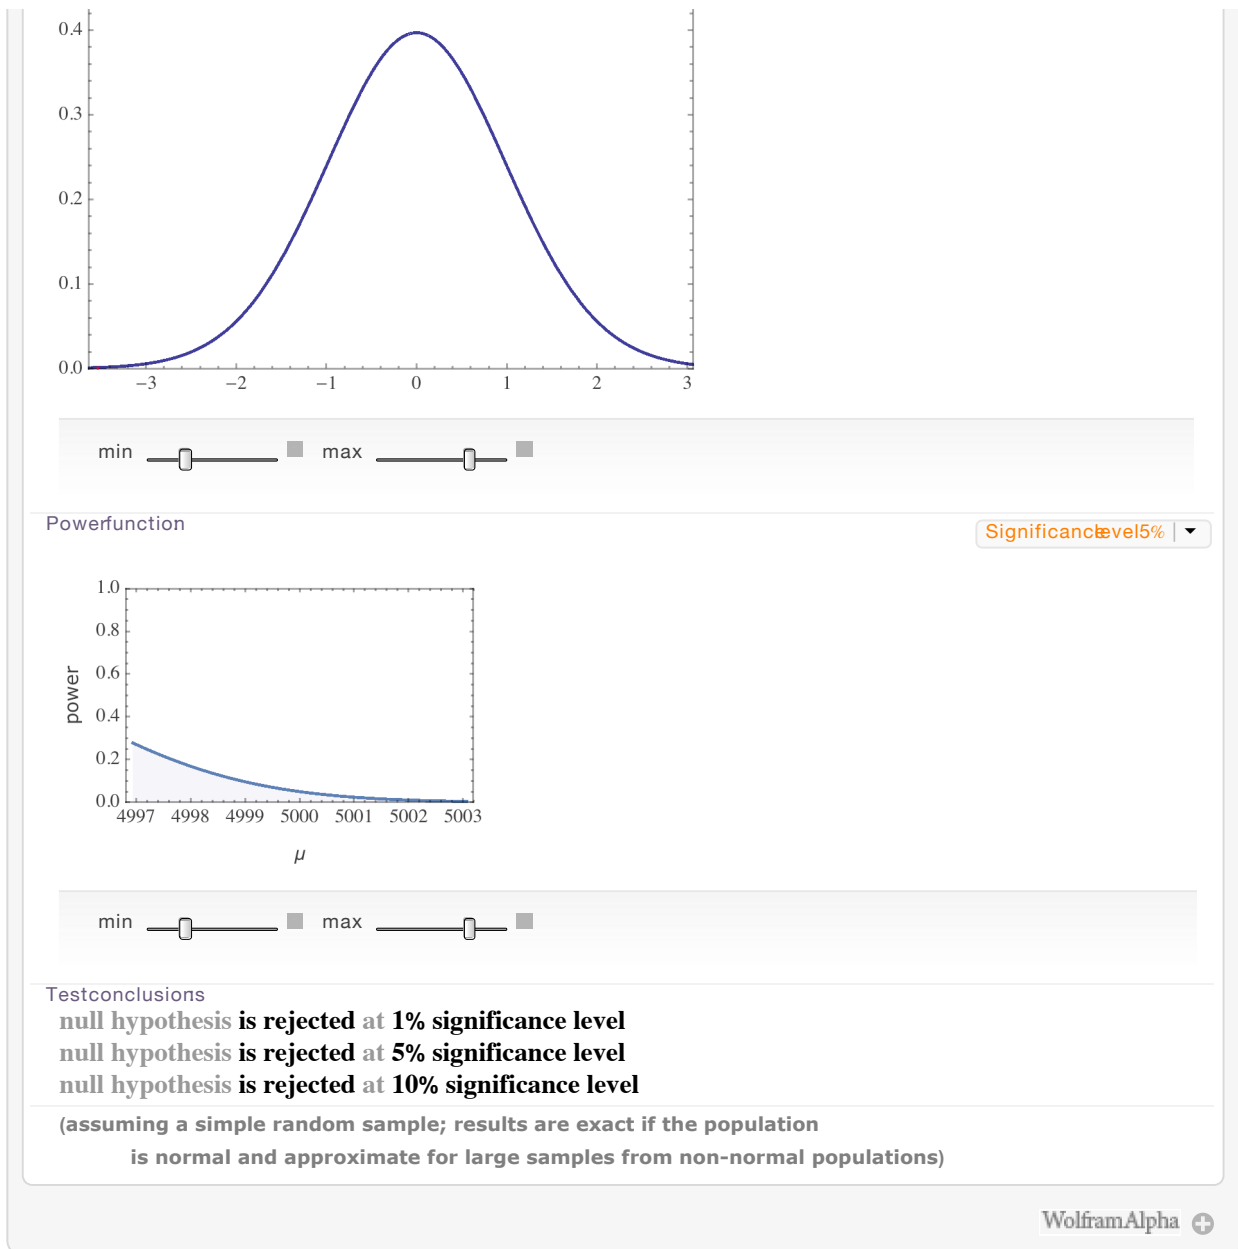 0.4
0.3
0.2
0.1
0.0
−3 −2 −1 0 1 2 3
min max
Powerfunction
Significancelevel5%
1.0
0.8
0.6
0.4
0.2
0.0
power
4997 4998 4999 5000 5001 5002 5003
μ
min max
Testconclusions
null hypothesis is rejected at 1% significance level
null hypothesis is rejected at 5% significance level
null hypothesis is rejected at 10% significance level
(assuming a simple random sample; results are exact if the population
is normal and approximate for large samples from non-normal populations)
WolframAlpha